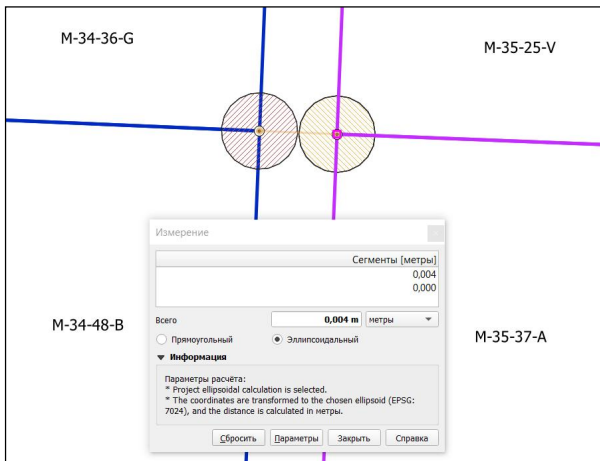 M-34-36-G
M-35-25-V
Измерение
Сегменты [метры]
0,004
0,000
M-34-48-B
Всего
0,004 m
метры
M-35-37-A
Прямоугольный
Эллипсоидальный
Информация
Параметры расчёта:
* Project ellipsoidal calculation is selected.
* The coordinates are transformed to the chosen ellipsoid (EPSG:
7024), and the distance is calculated in метры.
Сбросить
Параметры
Закрыть
Справка